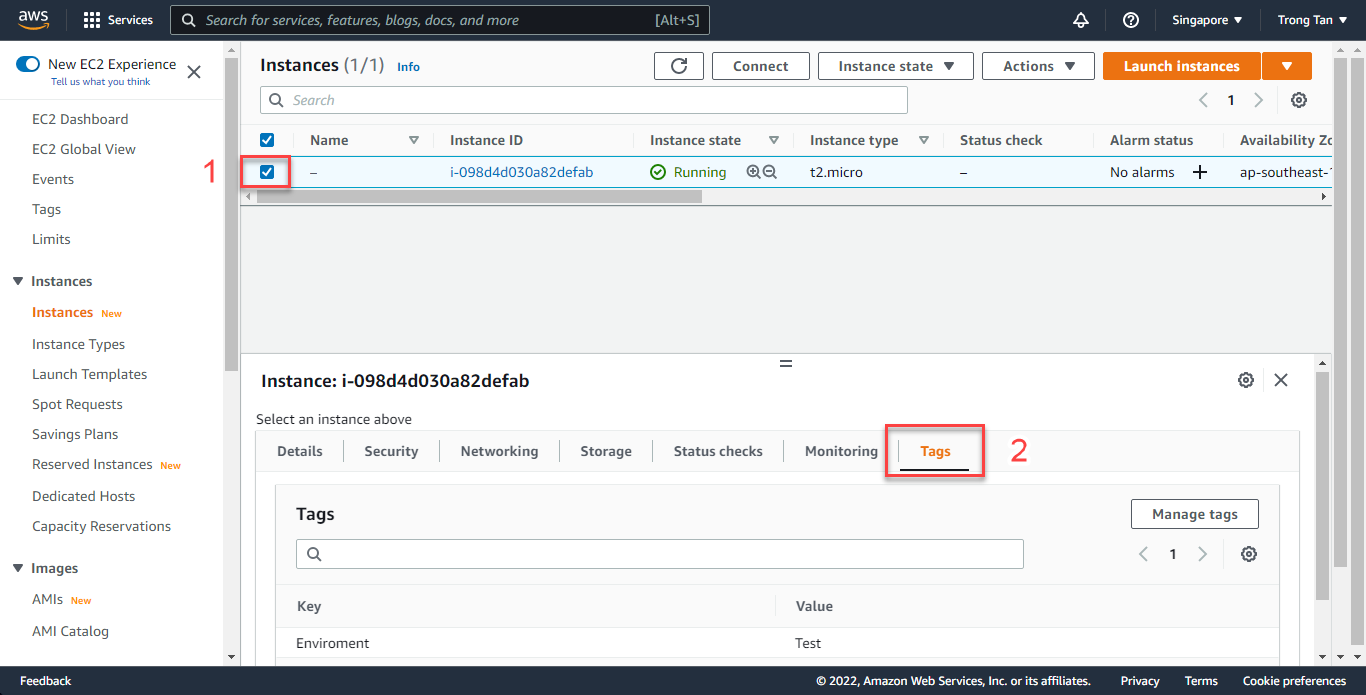 aws Services Search for services, features, blogs, docs, and more [Alt+S] Singapore Trong Tan
New EC2 Experience
Tell us what you think
EC2 Dashboard
EC2 Global View
Events
Tags
Limits
Instances
Instances New
Instance Types
Launch Templates
Spot Requests
Savings Plans
Reserved Instances New
Dedicated Hosts
Capacity Reservations
Images
AMIs New
AMI Catalog
Instances (1/1) Info
Connect Instance state Actions Launch instances
Search
1
Name Instance ID Instance state Instance type Status check Alarm status Availability Zo
1
– i-098d4d030a82defab Running t2.micro – No alarms ap-southeast-1
Instance: i-098d4d030a82defab
Select an instance above
Details Security Networking Storage Status checks Monitoring Tags
2
Tags
Manage tags
1
Key Value
Enviroment Test
Feedback © 2022, Amazon Web Services, Inc. or its affiliates. Privacy Terms Cookie preferences